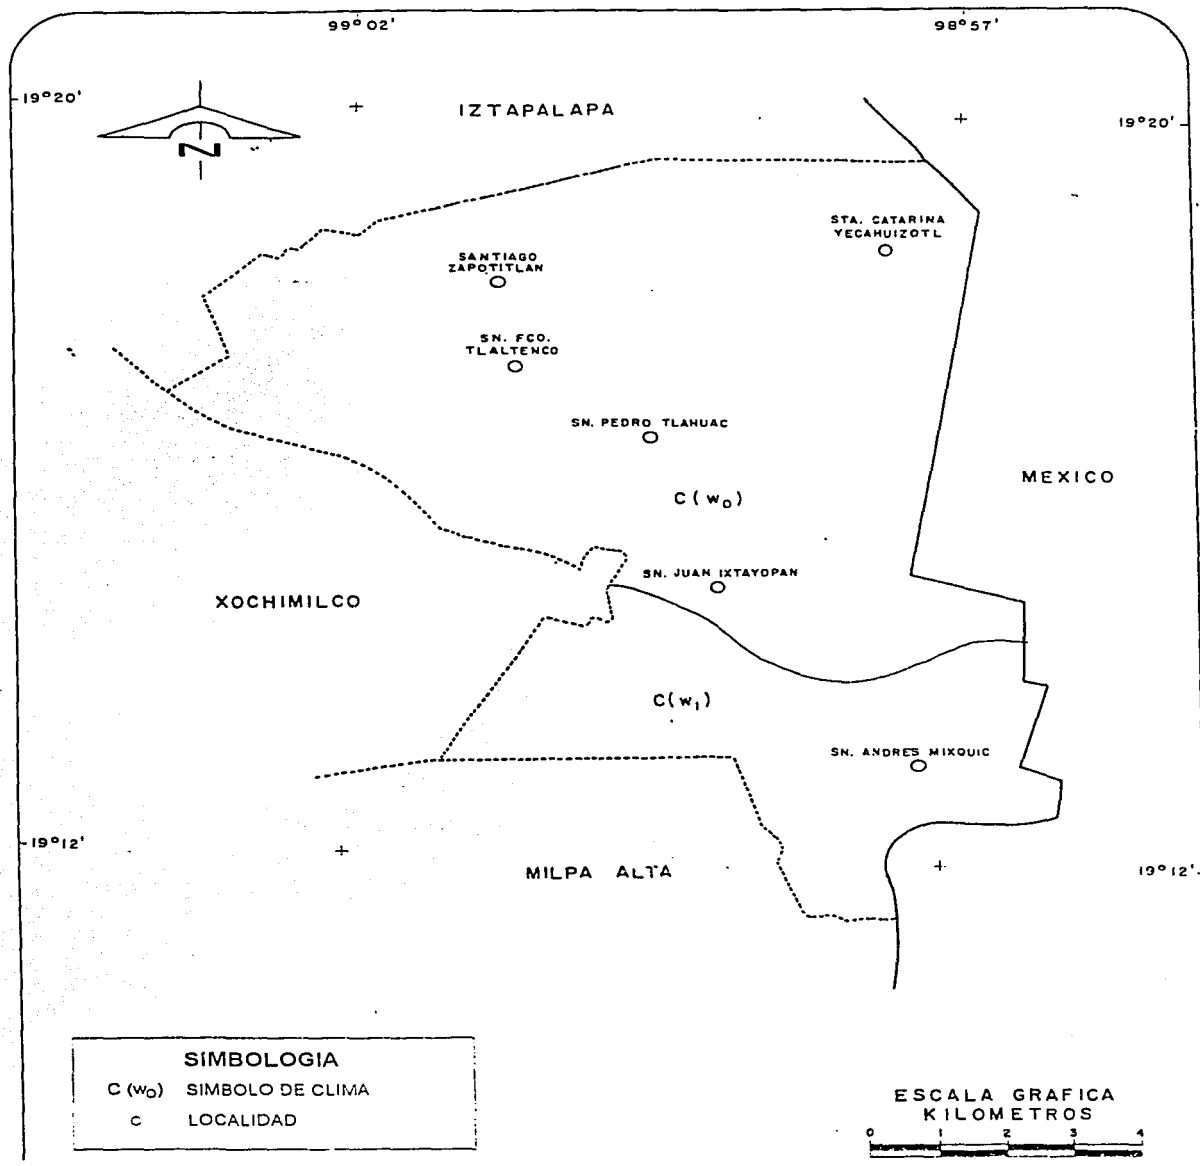 99°02'
98°57'
19°20'
IZTAPALAPA
19°20'
N
STA. CATARINA
YECAHUIZOTL
SANTIAGO
ZAPOTITLAN
SN. FCO.
TLALTENCO
SN. PEDRO TLAHUAC
MEXICO
C(w₀)
SN. JUAN IXTAYOPAN
XOCHIMILCO
C(w₁)
SN. ANDRES MIXQUIC
19°12'
MILPA ALTA
19°12'
SIMBOLOGIA
C(w₀) SIMBOLO DE CLIMA
c LOCALIDAD
ESCALA GRAFICA
KILOMETROS
0 1 2 3 4